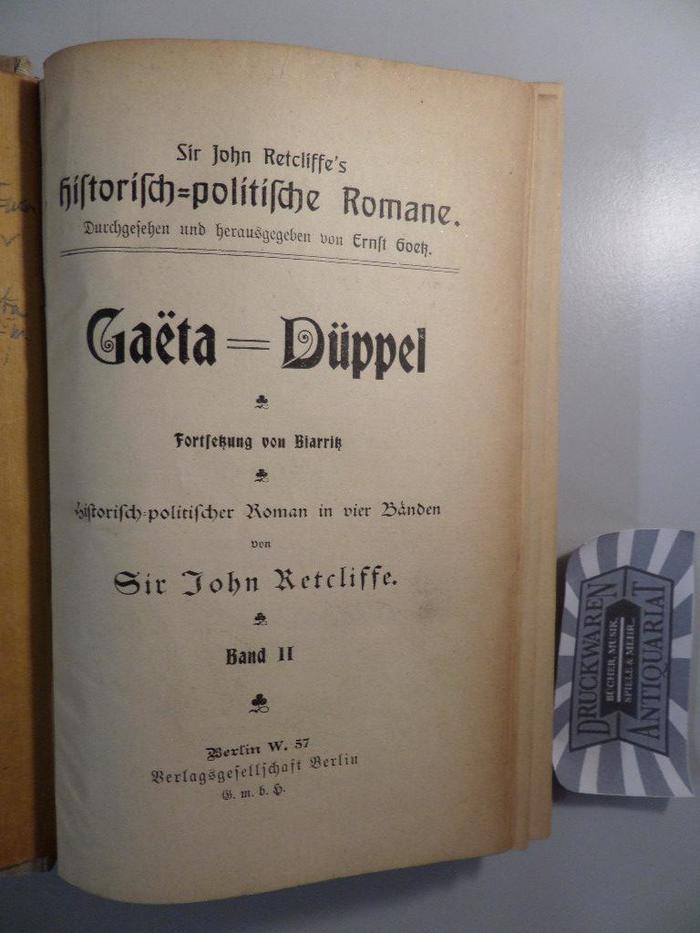 Sir John Retcliffe's
Historisch=politische Romane.
Durchgesehen und herausgegeben von Ernst Goetz.
Gaëta = Düppel
Fortsetzung von Biarritz
Historisch=politischer Roman in vier Bänden
von
Sir John Retcliffe.
Band II
Berlin W. 57
Verlagsgesellschaft Berlin
G. m. b. H.
DRUCKWAREN
BÜCHER, MUSIK,
SPIELE & MEHR...
ANTIQUARIAT